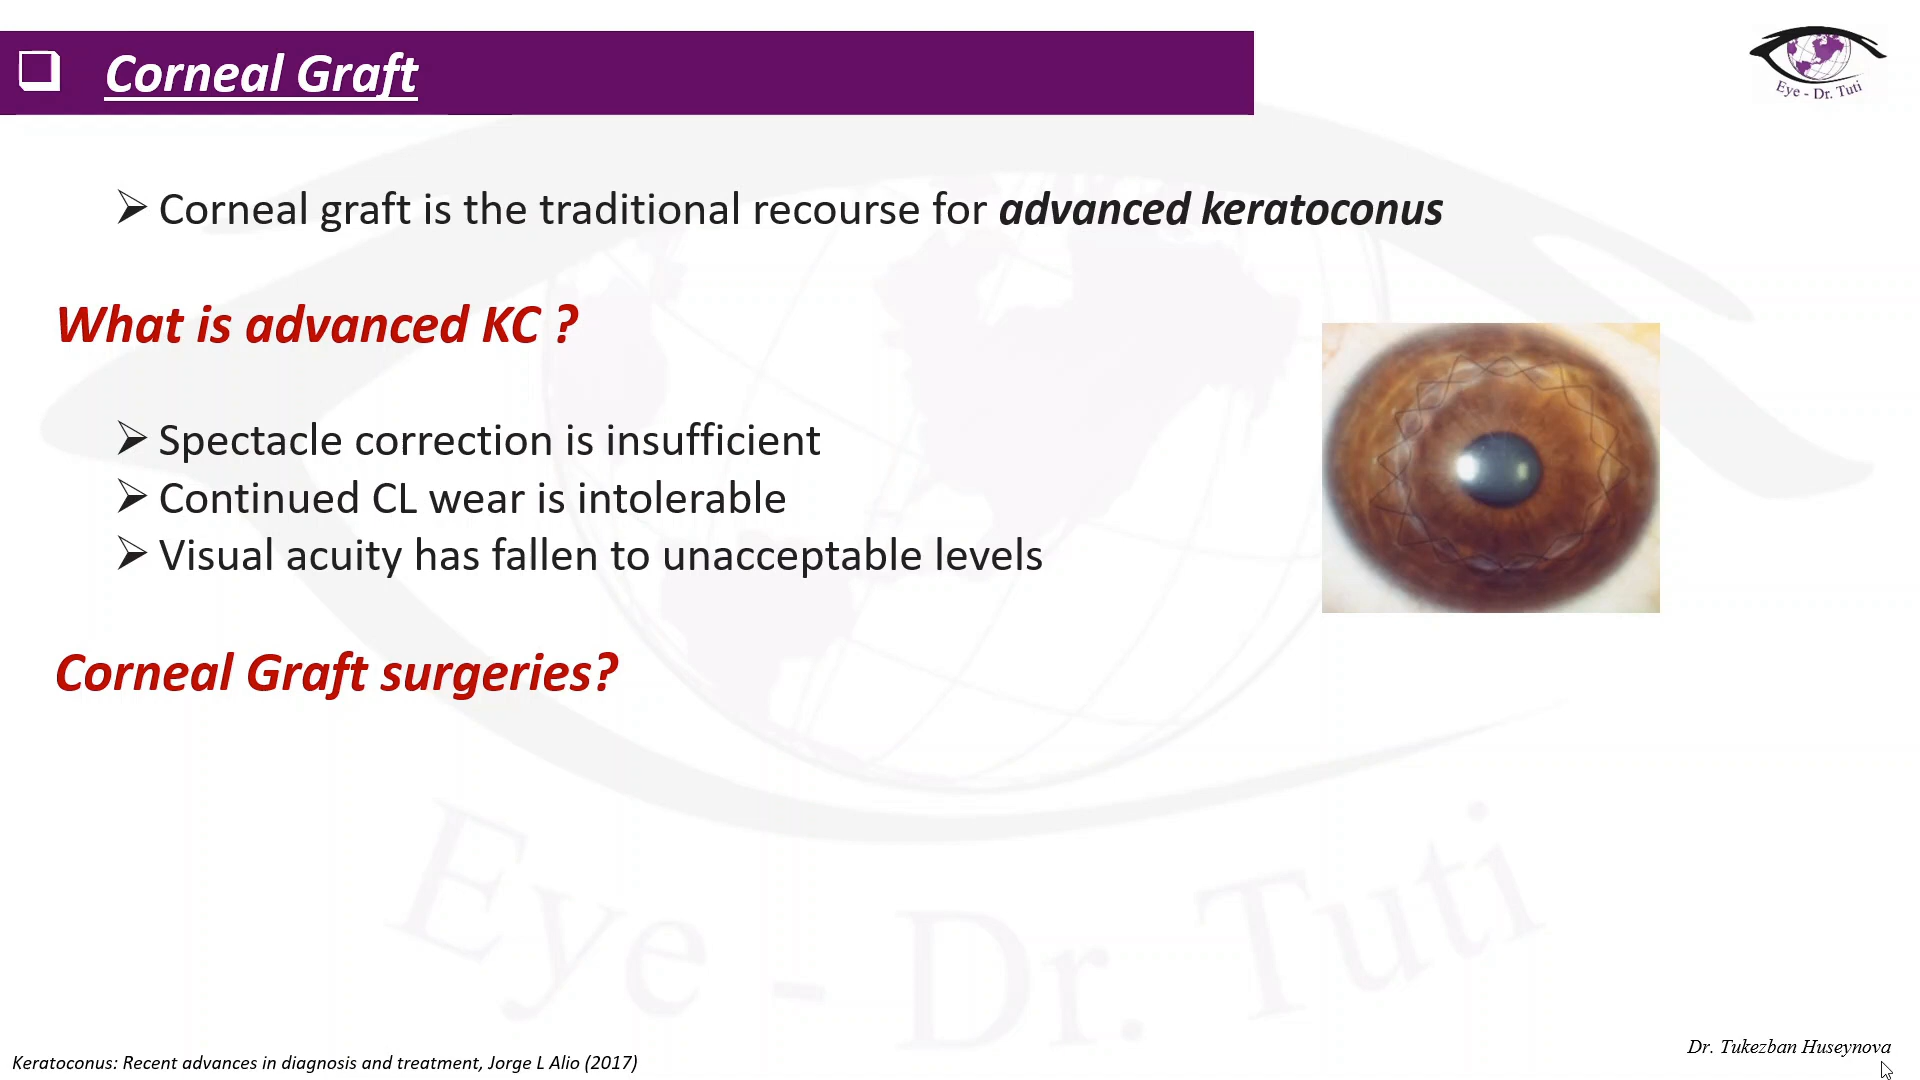 Corneal Graft
Eye - Dr. Tuti
Corneal graft is the traditional recourse for advanced keratoconus
What is advanced KC ?
Spectacle correction is insufficient
Continued CL wear is intolerable
Visual acuity has fallen to unacceptable levels
Corneal Graft surgeries?
Eye - Dr. Tuti
Dr. Tukezban Huseynova
Keratoconus: Recent advances in diagnosis and treatment, Jorge L Alio (2017)